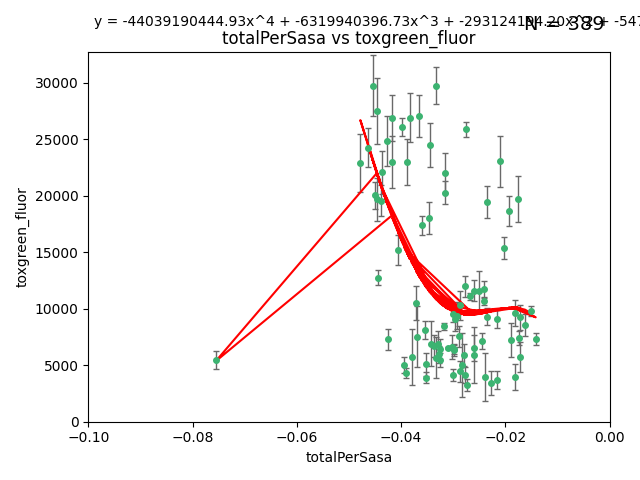 y = -44039190444.93x^4 + -6319940396.73x^3 + -293124
N = 389
totalPerSasa vs toxgreen_fluor
toxgreen_fluor
30000
25000
20000
15000
10000
5000
0
−0.10
−0.08
−0.06
−0.04
−0.02
0.00
totalPerSasa